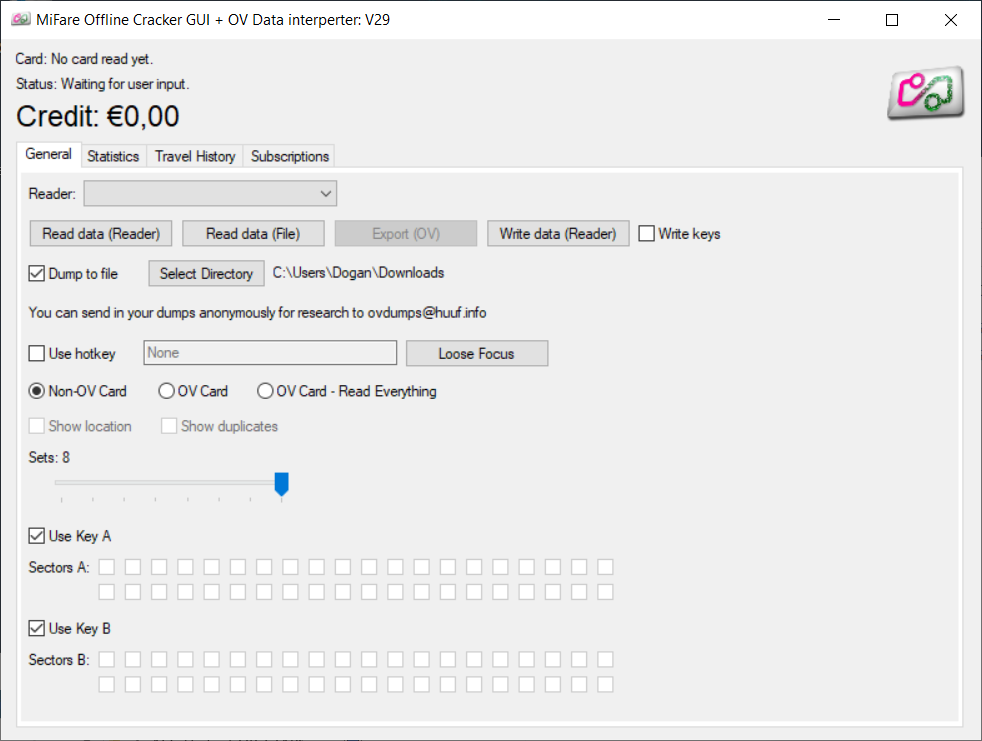 MiFare Offline Cracker GUI + OV Data interperter: V29
Card: No card read yet.
Status: Waiting for user input.
Credit: €0,00
General Statistics Travel History Subscriptions
Reader:
Read data (Reader) Read data (File) Export (OV) Write data (Reader) Write keys
Dump to file Select Directory C:\Users\Dogan\Downloads
You can send in your dumps anonymously for research to ovdumps@huuf.info
Use hotkey None Loose Focus
Non-OV Card OV Card OV Card - Read Everything
Show location Show duplicates
Sets: 8
Use Key A
Sectors A:
Use Key B
Sectors B: